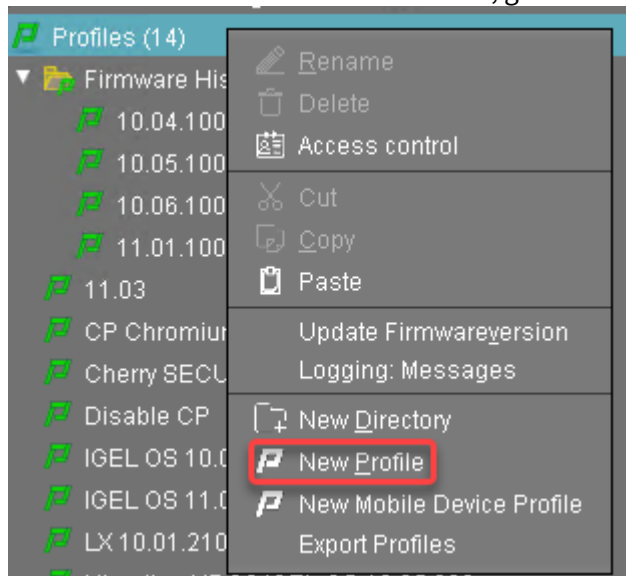 Profiles (14)
Firmware His
10.04.100
10.05.100
10.06.100
11.01.100
11.03
CP Chromiur
Cherry SECU
Disable CP
IGEL OS 10.0
IGEL OS 11.0
LX 10.01.210
Rename
Delete
Access control
Cut
Copy
Paste
Update Firmwareversion
Logging: Messages
New Directory
New Profile
New Mobile Device Profile
Export Profiles